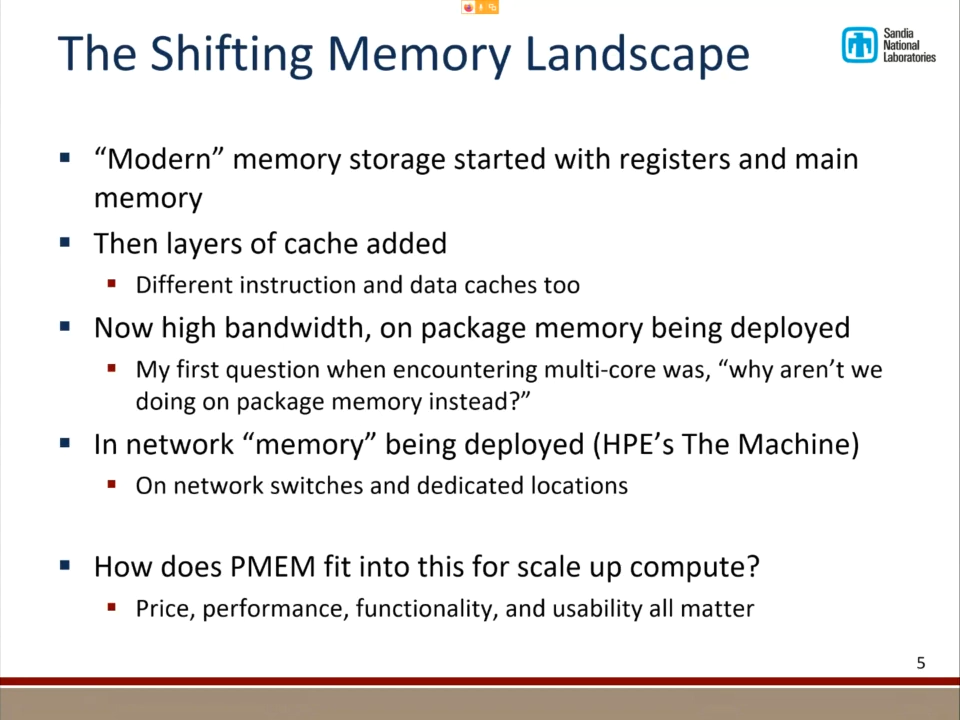 The Shifting Memory Landscape
Sandia
National
Laboratories
▪ “Modern” memory storage started with registers and main
memory
▪ Then layers of cache added
▪ Different instruction and data caches too
▪ Now high bandwidth, on package memory being deployed
▪ My first question when encountering multi-core was, “why aren’t we
doing on package memory instead?”
▪ In network “memory” being deployed (HPE’s The Machine)
▪ On network switches and dedicated locations
▪ How does PMEM fit into this for scale up compute?
▪ Price, performance, functionality, and usability all matter
5